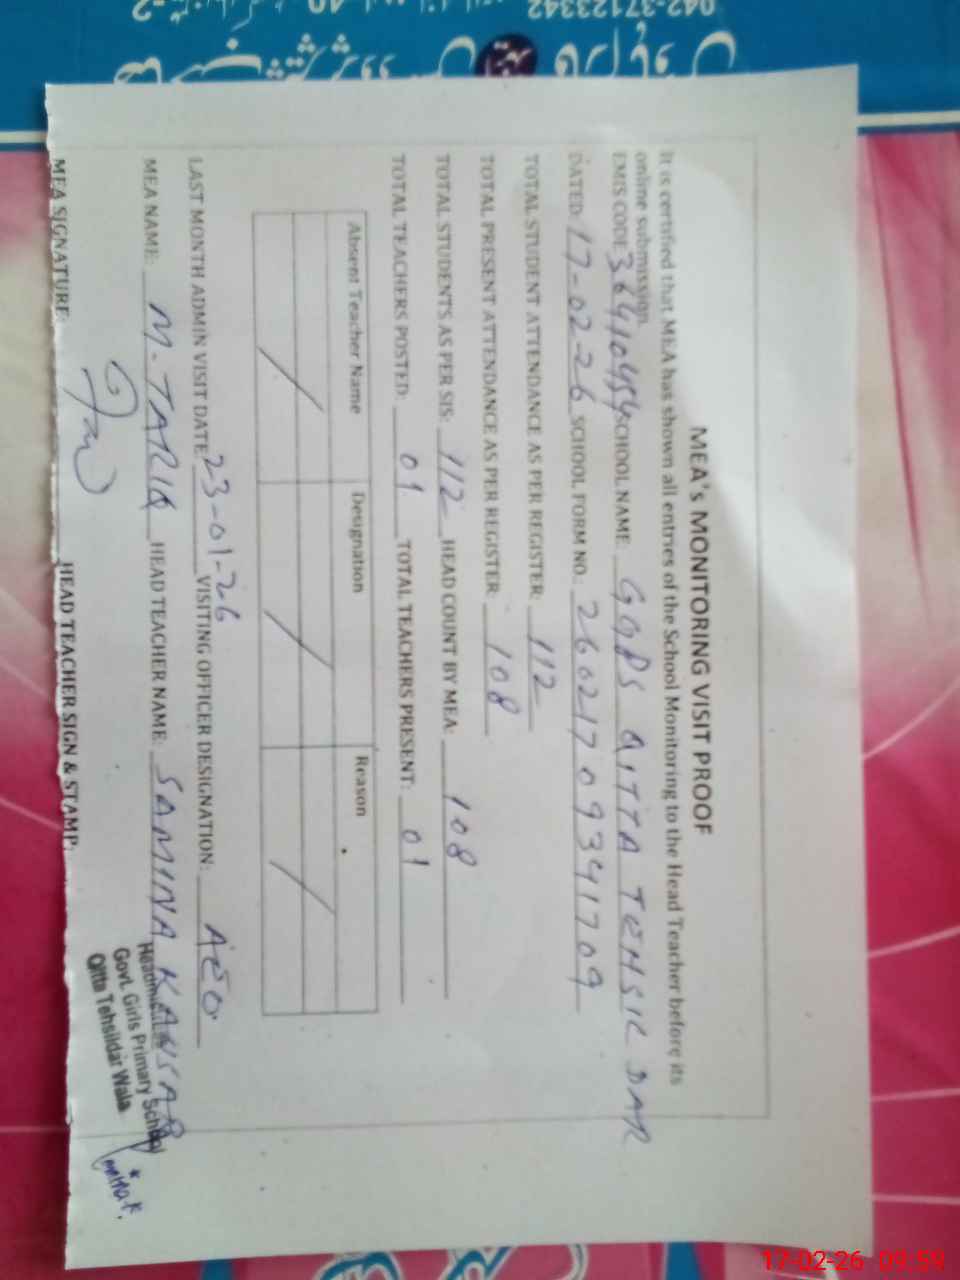 MEA's MONITORING VISIT PROOF
It is certified that MEA has shown all entries of the School Monitoring to the Head Teacher before its
online submission.
EMIS CODE 36410454 SCHOOL NAME: GGPS QITTA TEHSIL DAR
DATED: 17-02-26 SCHOOL FORM NO.: 26021709341709
TOTAL STUDENT ATTENDANCE AS PER REGISTER: 112
TOTAL PRESENT ATTENDANCE AS PER REGISTER: 108
TOTAL STUDENTS AS PER SIS: 112 HEAD COUNT BY MEA: 108
TOTAL TEACHERS POSTED: 01 TOTAL TEACHERS PRESENT: 01
Absent Teacher Name Designation Reason
LAST MONTH ADMIN VISIT DATE: 23-01-26 VISITING OFFICER DESIGNATION: AEO
MEA NAME: M. TARIQ HEAD TEACHER NAME: SAMINA KAUSAR
MEA SIGNATURE: HEAD TEACHER SIGN & STAMP:
Headmistress
Govt. Girls Primary School
Qitta Tehsildar Wala
042-37123342
17-02-26 09:59